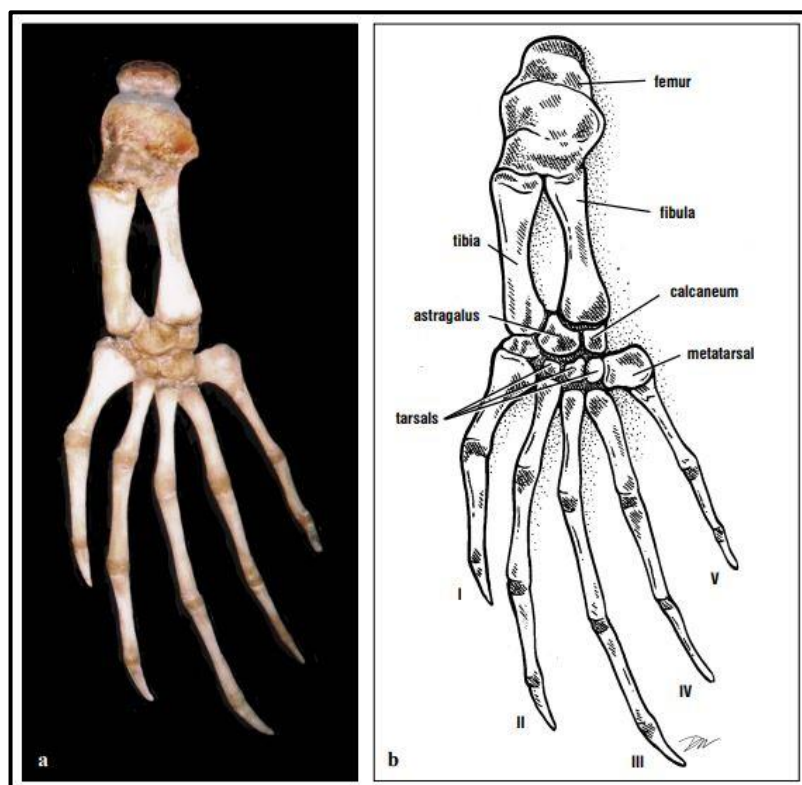 femur
fibula
tibia
calcaneum
astragalus
metatarsal
tarsals
I
V
II
IV
III
a
b